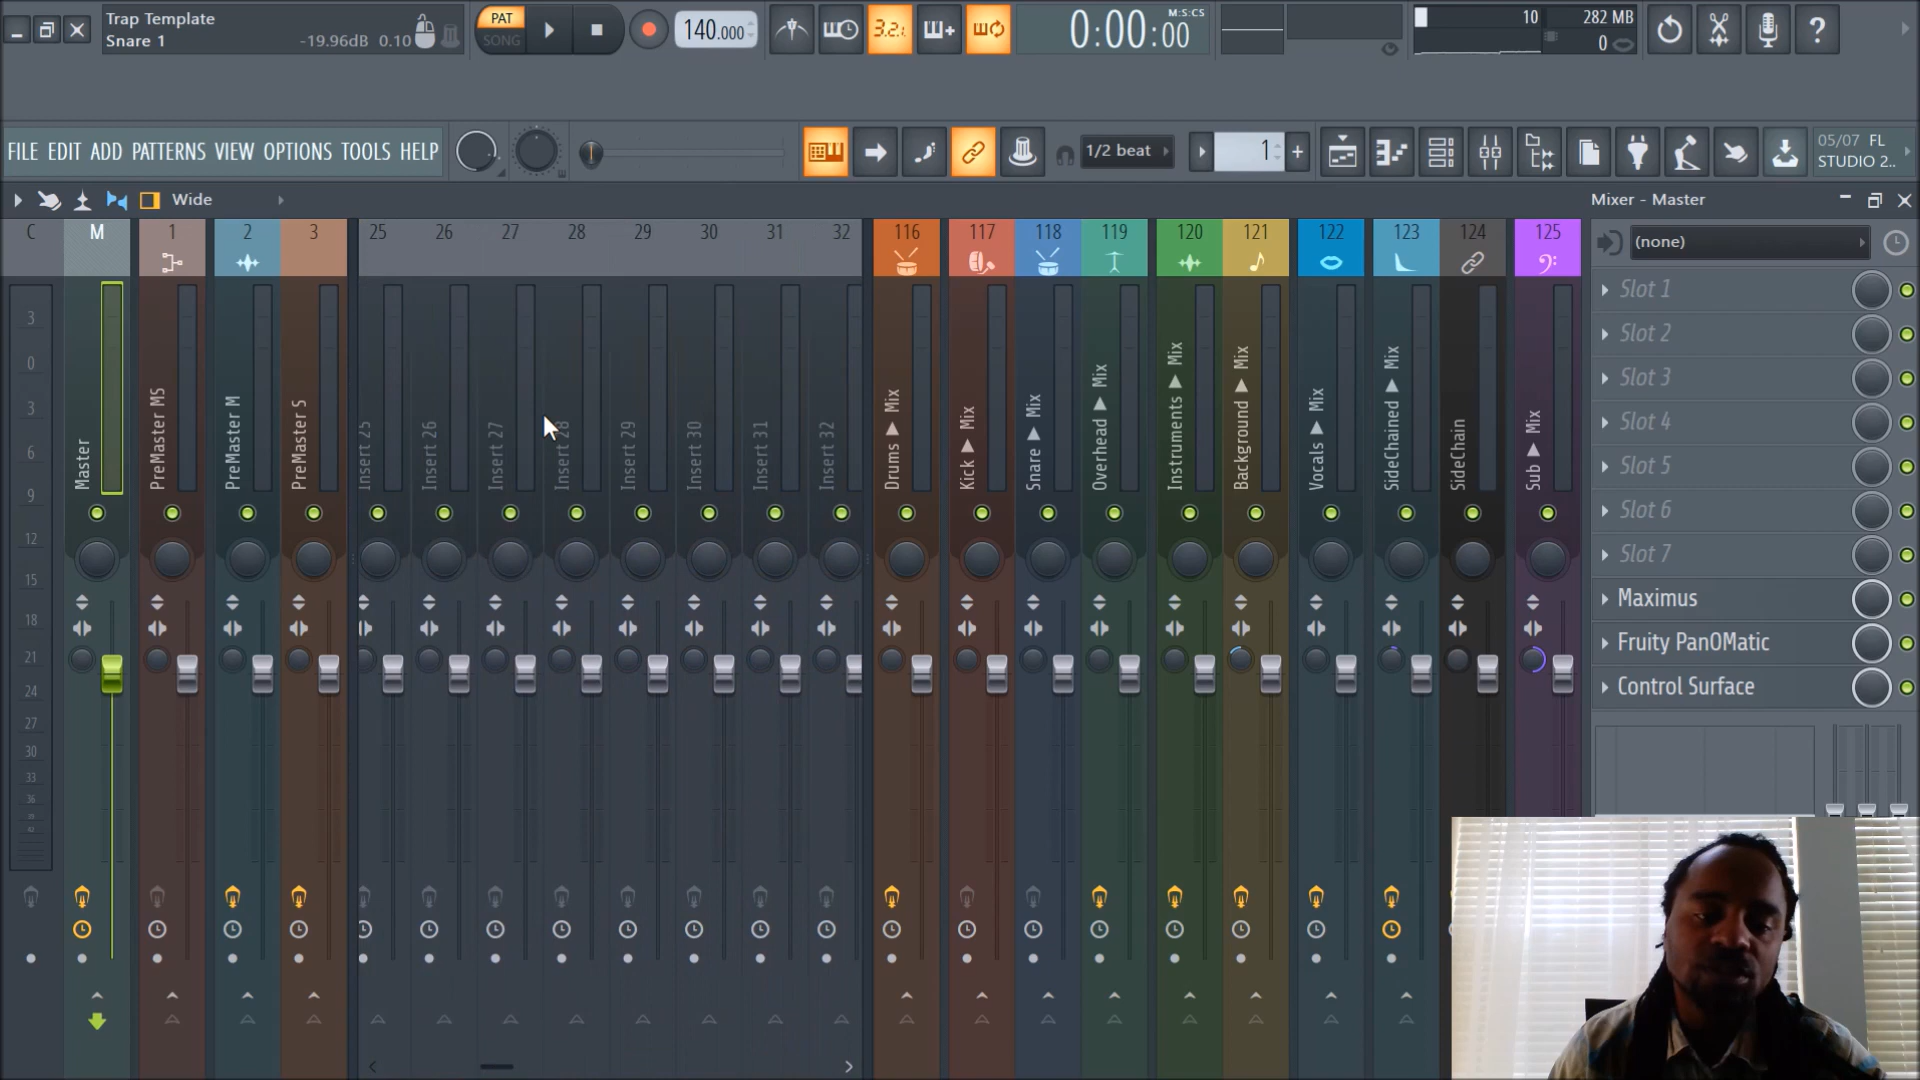 Trap Template
Snare 1
-19.96dB 0.10
PAT
SONG
140.000
3.2.
0:00:00
M:S:CS
10
282 MB
0
?
FILE EDIT ADD PATTERNS VIEW OPTIONS TOOLS HELP
1/2 beat
1
+
05/07 FL
STUDIO 2..
Wide
Mixer - Master
C M 1 2 3 25 26 27 28 29 30 31 32 116 117 118 119 120 121 122 123 124 125
(none)
Master
PreMaster MS
PreMaster M
PreMaster S
Insert 25
Insert 26
Insert 27
Insert 28
Insert 29
Insert 30
Insert 31
Insert 32
Drums ▶ Mix
Kick ▶ Mix
Snare ▶ Mix
Overhead ▶ Mix
Instruments ▶ Mix
Background ▶ Mix
Vocals ▶ Mix
SideChained ▶ Mix
SideChain
Sub ▶ Mix
3
0
3
6
9
12
15
18
21
24
27
30
33
36
Slot 1
Slot 2
Slot 3
Slot 4
Slot 5
Slot 6
Slot 7
Maximus
Fruity PanOMatic
Control Surface